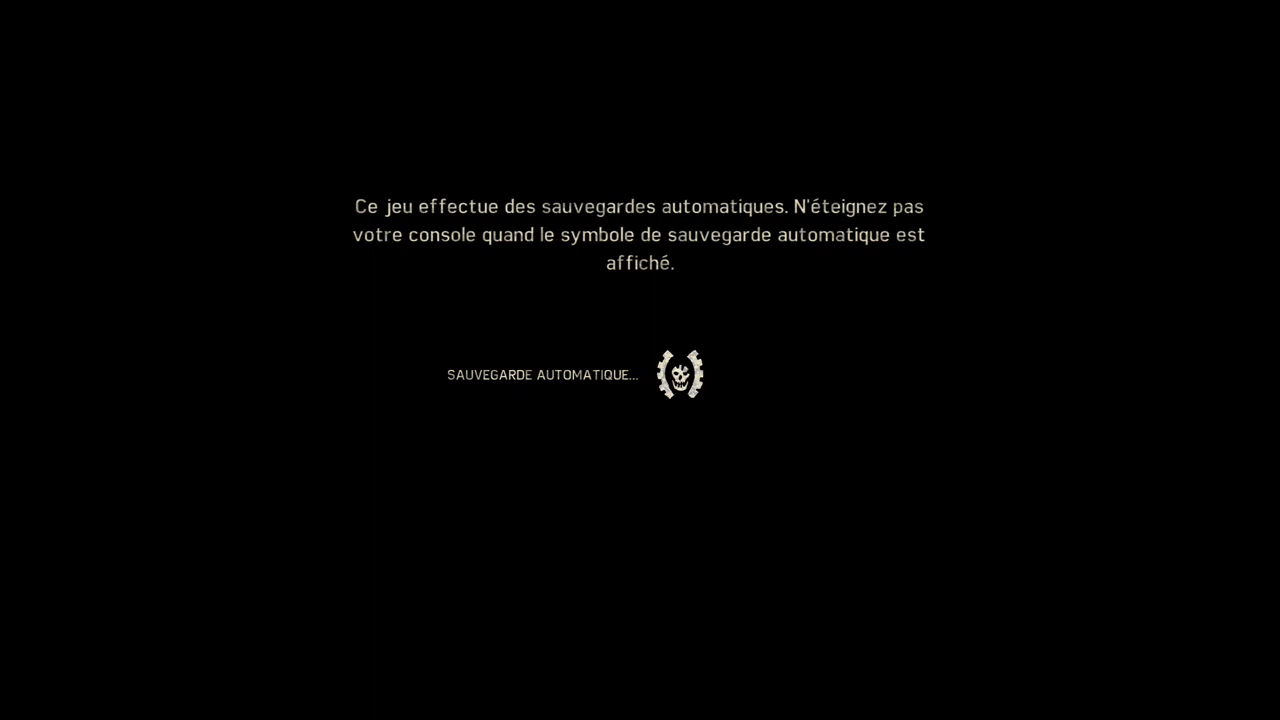 Ce jeu effectue des sauvegardes automatiques. N'éteignez pas
votre console quand le symbole de sauvegarde automatique est
affiché.
SAUVEGARDE AUTOMATIQUE...